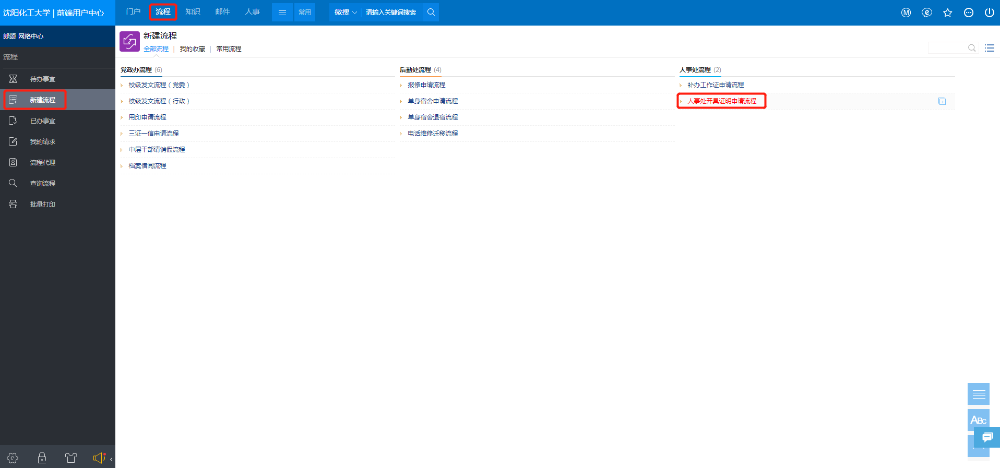 沈阳化工大学 | 前端用户中心
门户 流程 知识 邮件 人事 常用 微搜 请输入关键词搜索
郎颂 网络中心
流程
待办事宜
新建流程
已办事宜
我的请求
流程代理
查询流程
批量打印
新建流程
全部流程 | 我的收藏 | 常用流程
党政办流程 (6)
校级发文流程（党委）
校级发文流程（行政）
用印申请流程
三证一信申请流程
中层干部请销假流程
档案借阅流程
后勤处流程 (4)
报修申请流程
单身宿舍申请流程
单身宿舍退宿流程
电话维修迁移流程
人事处流程 (2)
补办工作证申请流程
人事处开具证明申请流程
ABC